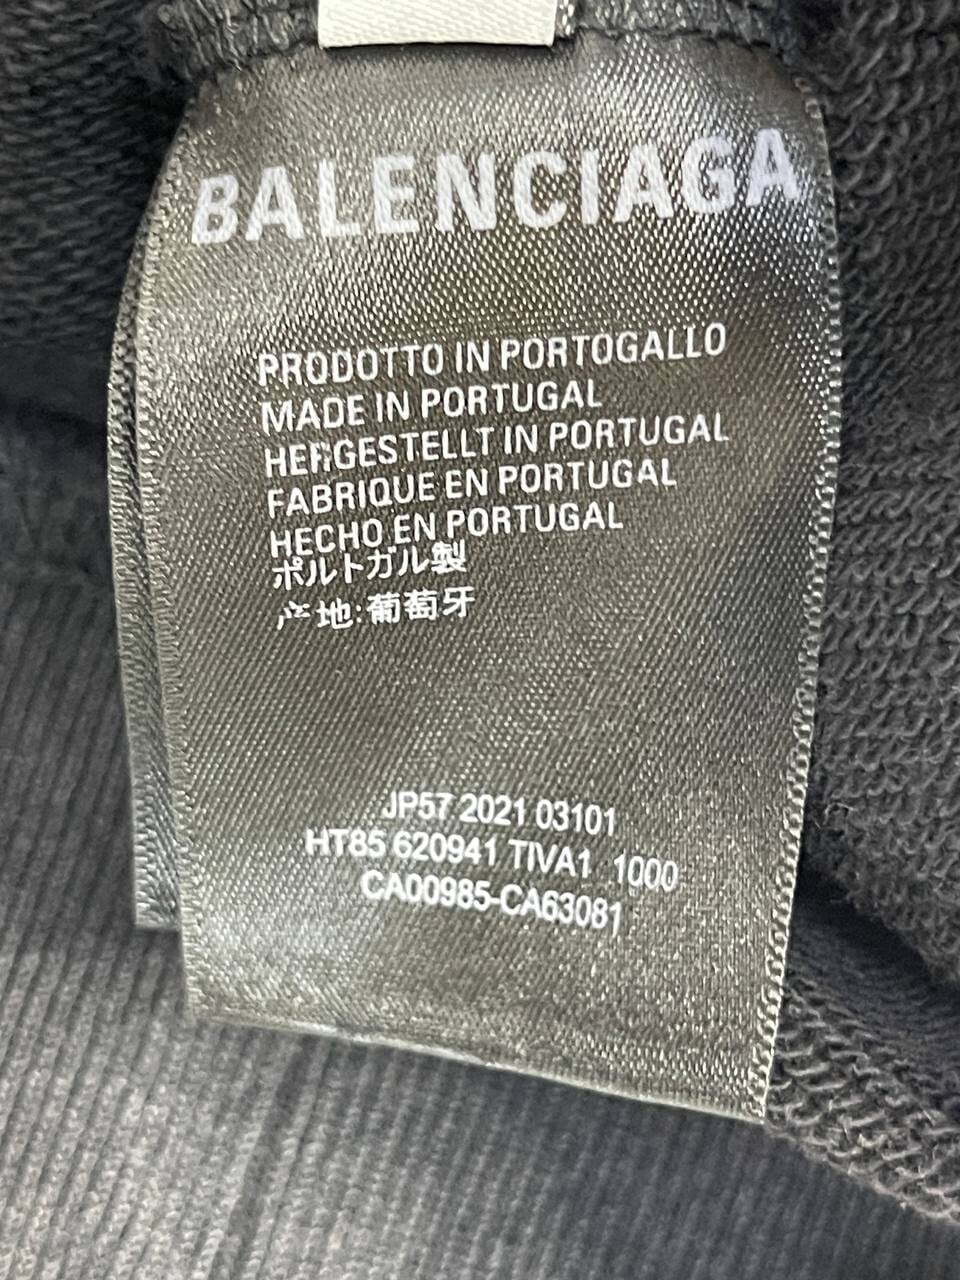 BALENCIAGA
PRODOTTO IN PORTOGALLO
MADE IN PORTUGAL
HERGESTELLT IN PORTUGAL
FABRIQUE EN PORTUGAL
HECHO EN PORTUGAL
ポルトガル製
产地:葡萄牙
JP57 2021 03101
HT85 620941 TIVA1 1000
CA00985-CA63081